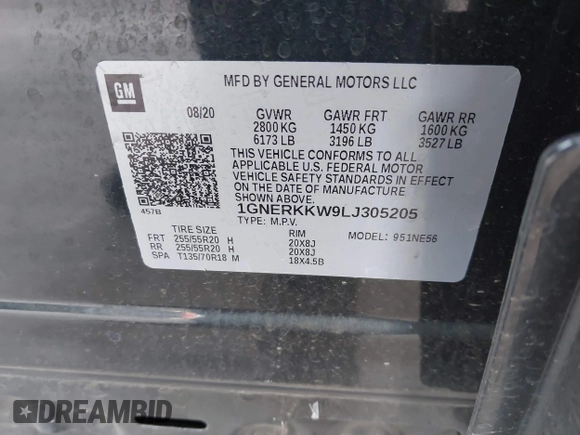 GM
MFD BY GENERAL MOTORS LLC
08/20 GVWR GAWR FRT GAWR RR
2800 KG 1450 KG 1600 KG
6173 LB 3196 LB 3527 LB
THIS VEHICLE CONFORMS TO ALL
APPLICABLE U.S. FEDERAL MOTOR
VEHICLE SAFETY STANDARDS IN EFFECT
ON THE DATE OF MANUFACTURE
SHOWN ABOVE.
457B
1GNERKKW9LJ305205
TYPE: M.P.V.
MODEL: 951NE56
TIRE SIZE RIM
FRT 255/55R20 H 20X8J
RR 255/55R20 H 20X8J
SPA T135/70R18 M 18X4.5B
DREAMBID